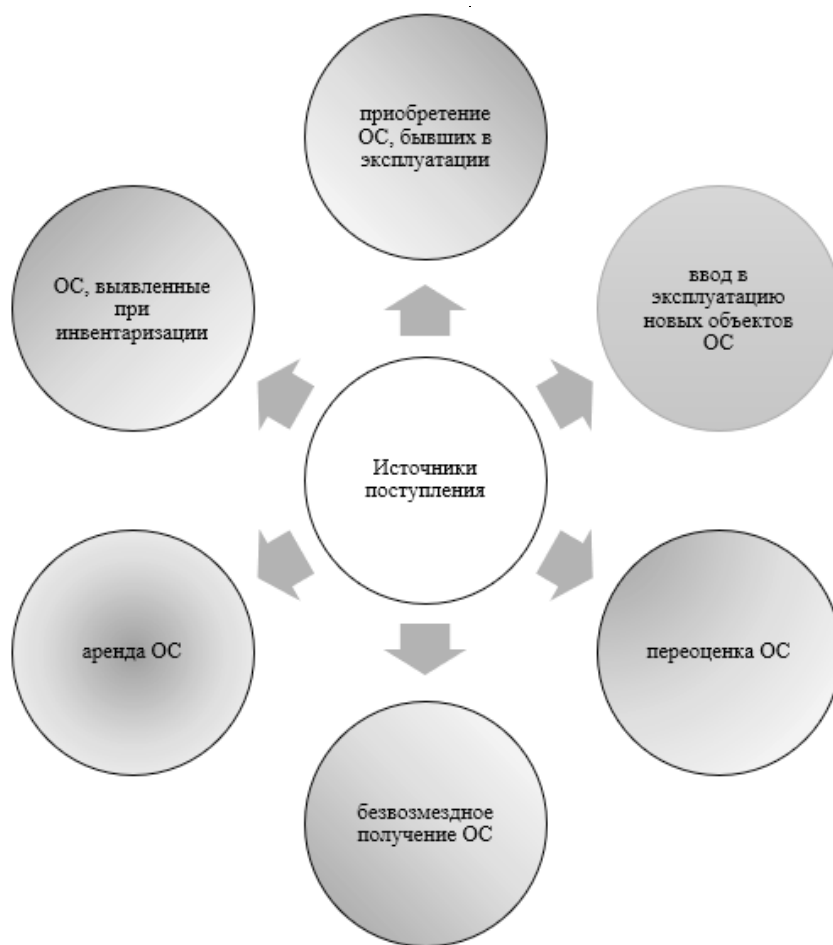 приобретение
ОС, бывших в
эксплуатации
ввод в
эксплуатацию
новых объектов
ОС
ОС, выявленные
при
инвентаризации
Источники
поступления
аренда ОС
переоценка ОС
безвозмездное
получение ОС